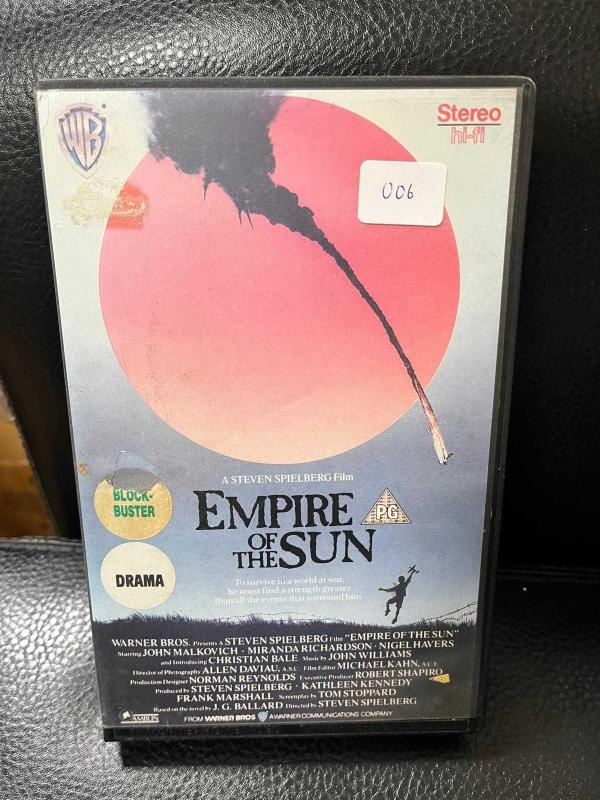 WB
Stereo
hi-fi
006
A STEVEN SPIELBERG Film
BLOCK-
BUSTER
EMPIRE
OF
THE SUN
PG
DRAMA
To survive in a world at war,
he must find a strength greater
than all the events that surround him
WARNER BROS. Presents A STEVEN SPIELBERG Film "EMPIRE OF THE SUN"
Starring JOHN MALKOVICH · MIRANDA RICHARDSON · NIGEL HAVERS
and Introducing CHRISTIAN BALE Music by JOHN WILLIAMS
Director of Photography ALLEN DAVIAU, A.S.C. Film Editor MICHAEL KAHN, A.C.E.
Production Designer NORMAN REYNOLDS Executive Producer ROBERT SHAPIRO
Produced by STEVEN SPIELBERG · KATHLEEN KENNEDY
FRANK MARSHALL Screenplay by TOM STOPPARD
Based on the novel by J. G. BALLARD Directed by STEVEN SPIELBERG
AMBLIN
FROM WARNER BROS WB A WARNER COMMUNICATIONS COMPANY